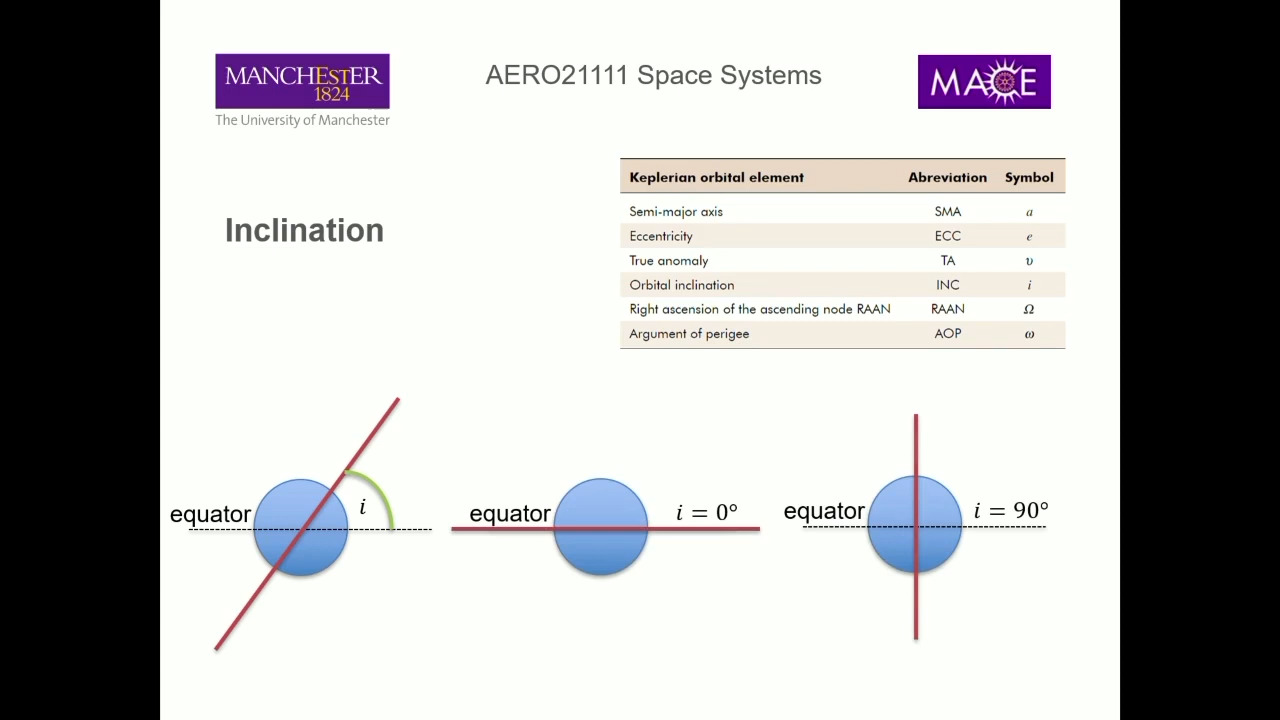 MANCHESTER
1824
The University of Manchester
AERO21111 Space Systems
MACE
Inclination
Keplerian orbital element Abreviation Symbol
Semi-major axis SMA a
Eccentricity ECC e
True anomaly TA υ
Orbital inclination INC i
Right ascension of the ascending node RAAN RAAN Ω
Argument of perigee AOP ω
equator i
equator i = 0°
equator i = 90°